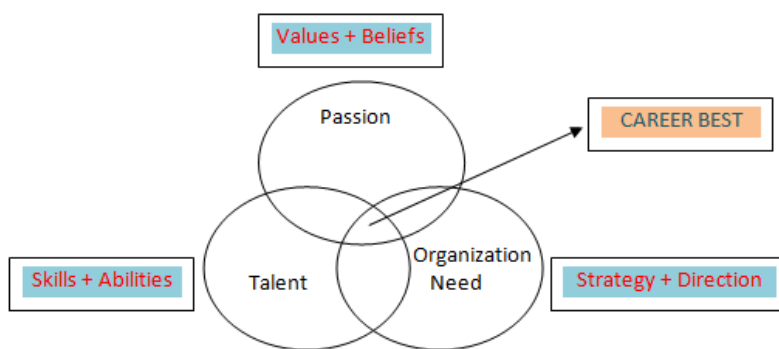 Values + Beliefs
Passion
CAREER BEST
Organization
Need
Talent
Skills + Abilities
Strategy + Direction